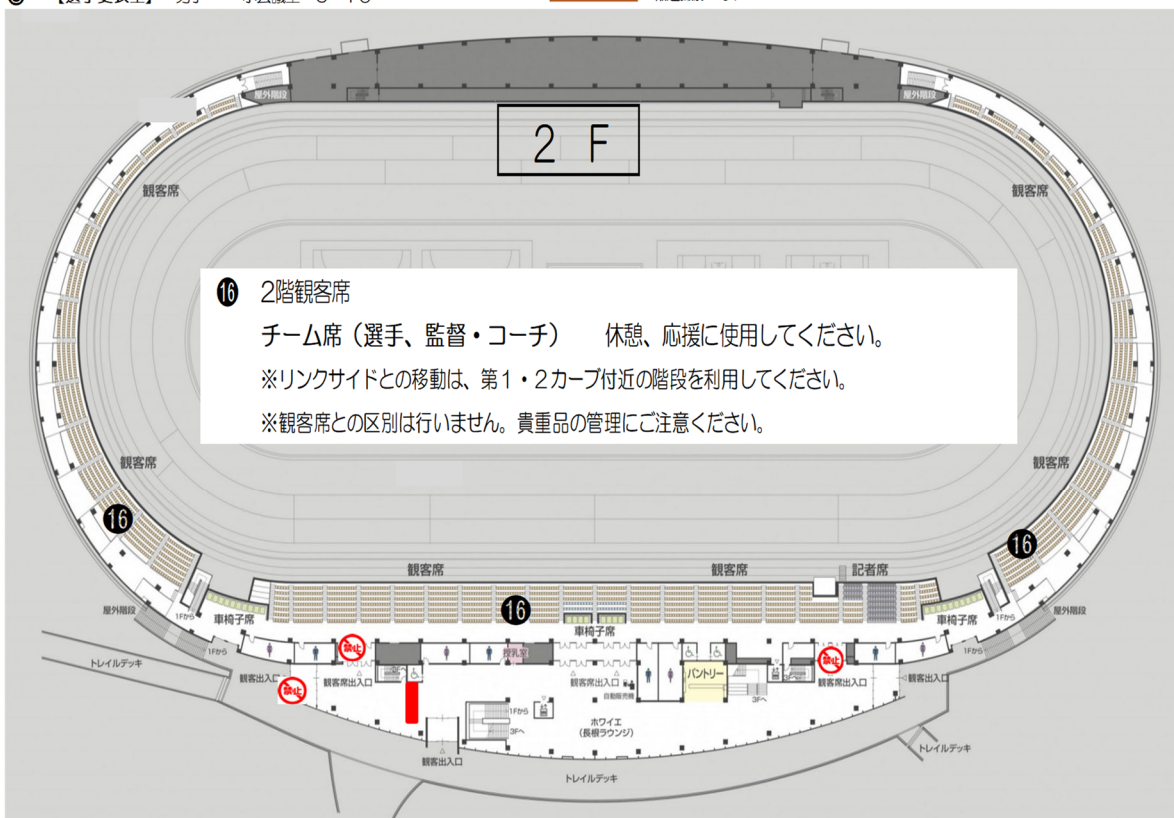 ２ Ｆ
屋外階段
屋外階段
観客席
観客席
⓰ 2階観客席
チーム席（選手、監督・コーチ） 休憩、応援に使用してください。
※リンクサイドとの移動は、第１・２カーブ付近の階段を利用してください。
※観客席との区別は行いません。貴重品の管理にご注意ください。
観客席
観客席
⓰
⓰
観客席
観客席
記者席
⓰
屋外階段
1Fから
車椅子席
車椅子席
車椅子席
1Fから
屋外階段
1Fから
禁止
授乳室
禁止
1Fから
トレイルデッキ
観客出入口
禁止
観客席出入口
観客席出入口
自動販売機
パントリー
3Fへ
観客席出入口
観客出入口
1Fから
3Fへ
ホワイエ
（長根ラウンジ）
観客出入口
トレイルデッキ
トレイルデッキ